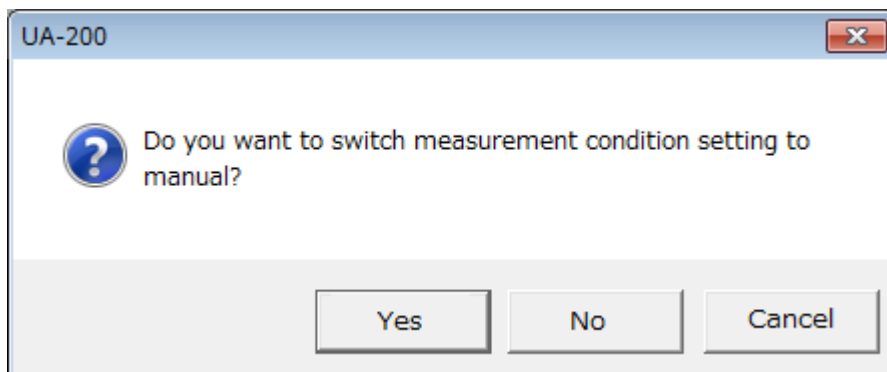 UA-200
Do you want to switch measurement condition setting to
manual?
Yes
No
Cancel